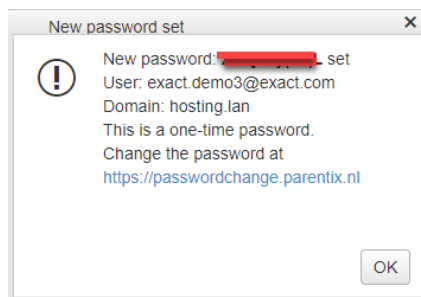 New password set
New password: set
User: exact.demo3@exact.com
Domain: hosting.lan
This is a one-time password.
Change the password at
https://passwordchange.parentix.nl
OK